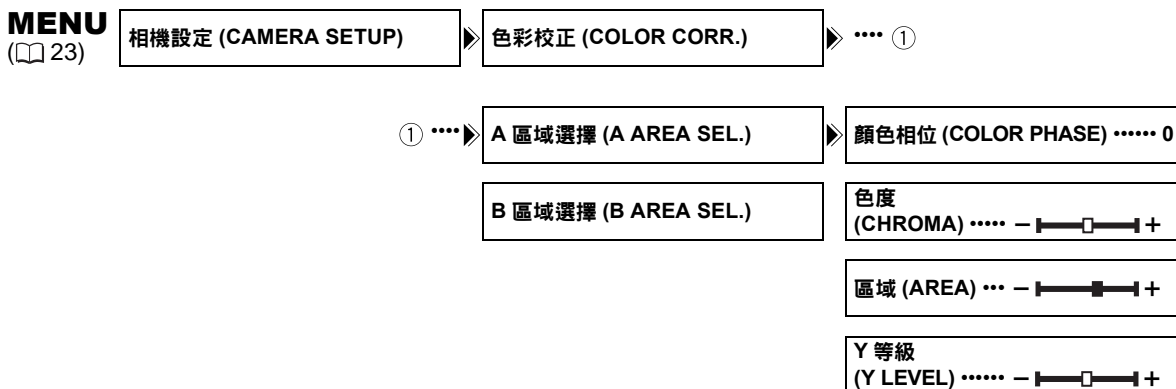 MENU
(23)
相機設定 (CAMERA SETUP)
色彩校正 (COLOR CORR.)
•••• ①
① ••••
A 區域選擇 (A AREA SEL.)
顏色相位 (COLOR PHASE) •••••• 0
B 區域選擇 (B AREA SEL.)
色度
(CHROMA) ••••• − +
區域 (AREA) ••• − +
Y 等級
(Y LEVEL) •••••• − +